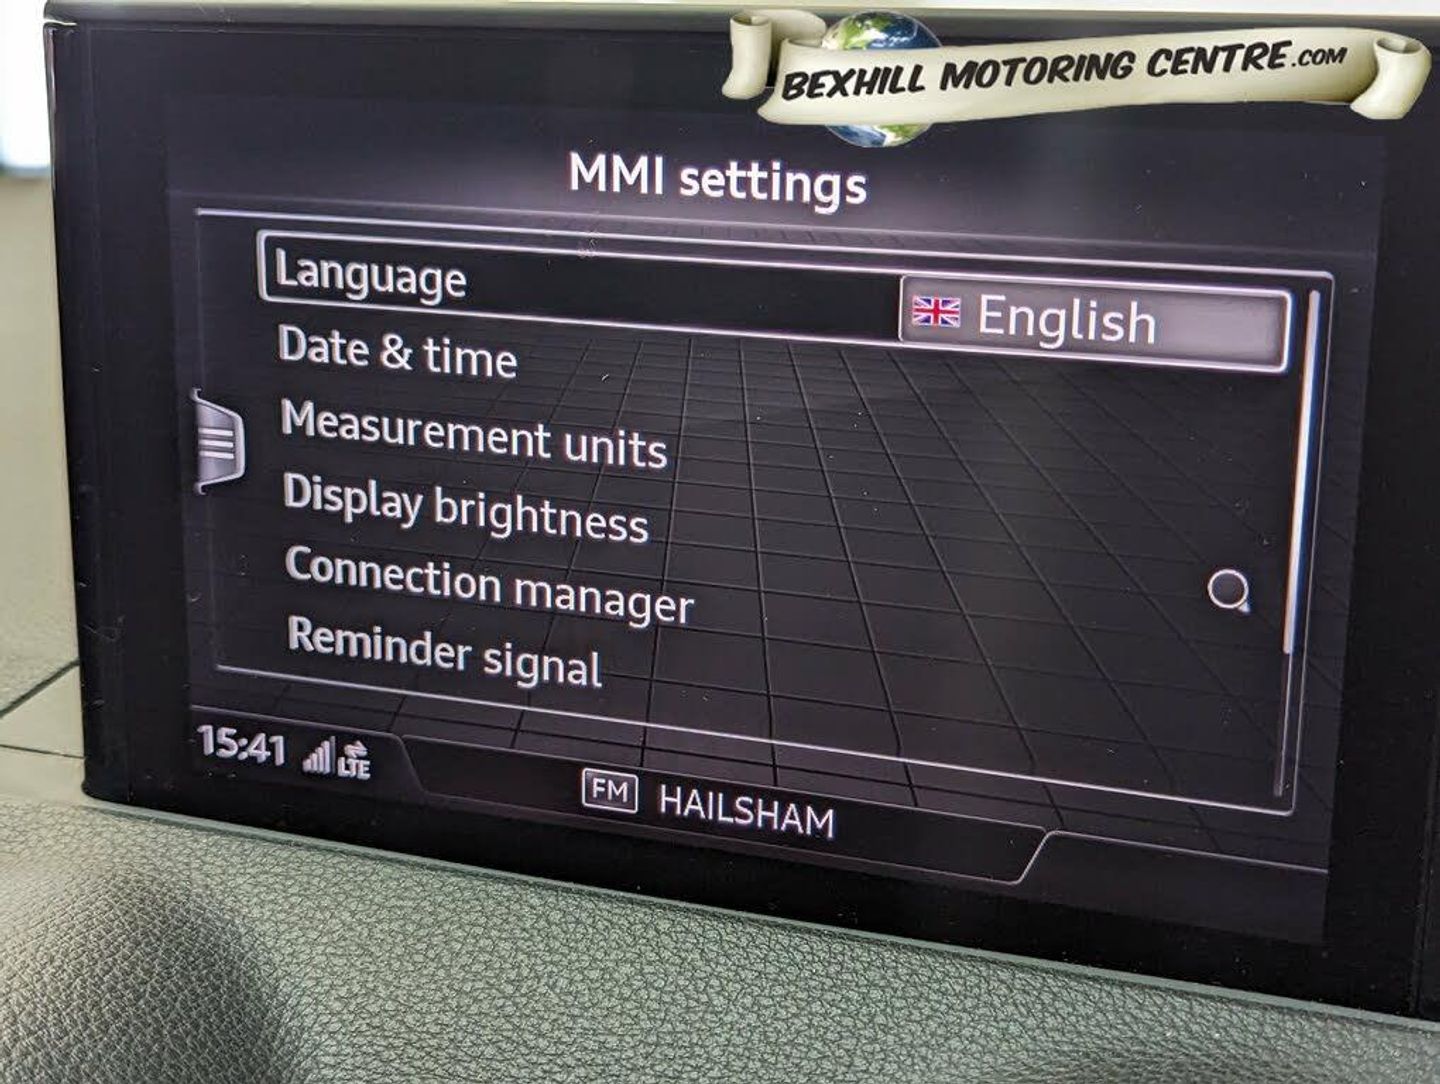 BEXHILL MOTORING CENTRE.COM
MMI settings
Language
English
Date & time
Measurement units
Display brightness
Connection manager
Reminder signal
15:41 LTE
FM HAILSHAM